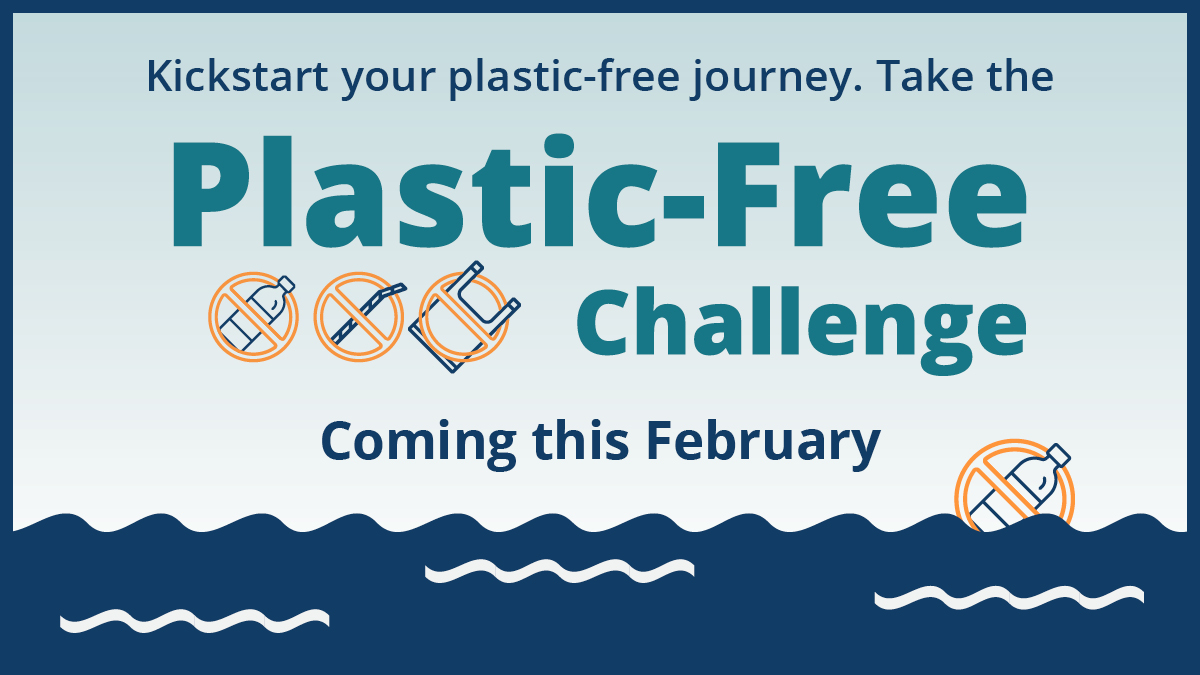 Kickstart your plastic-free journey. Take the
Plastic-Free
Challenge
Coming this February